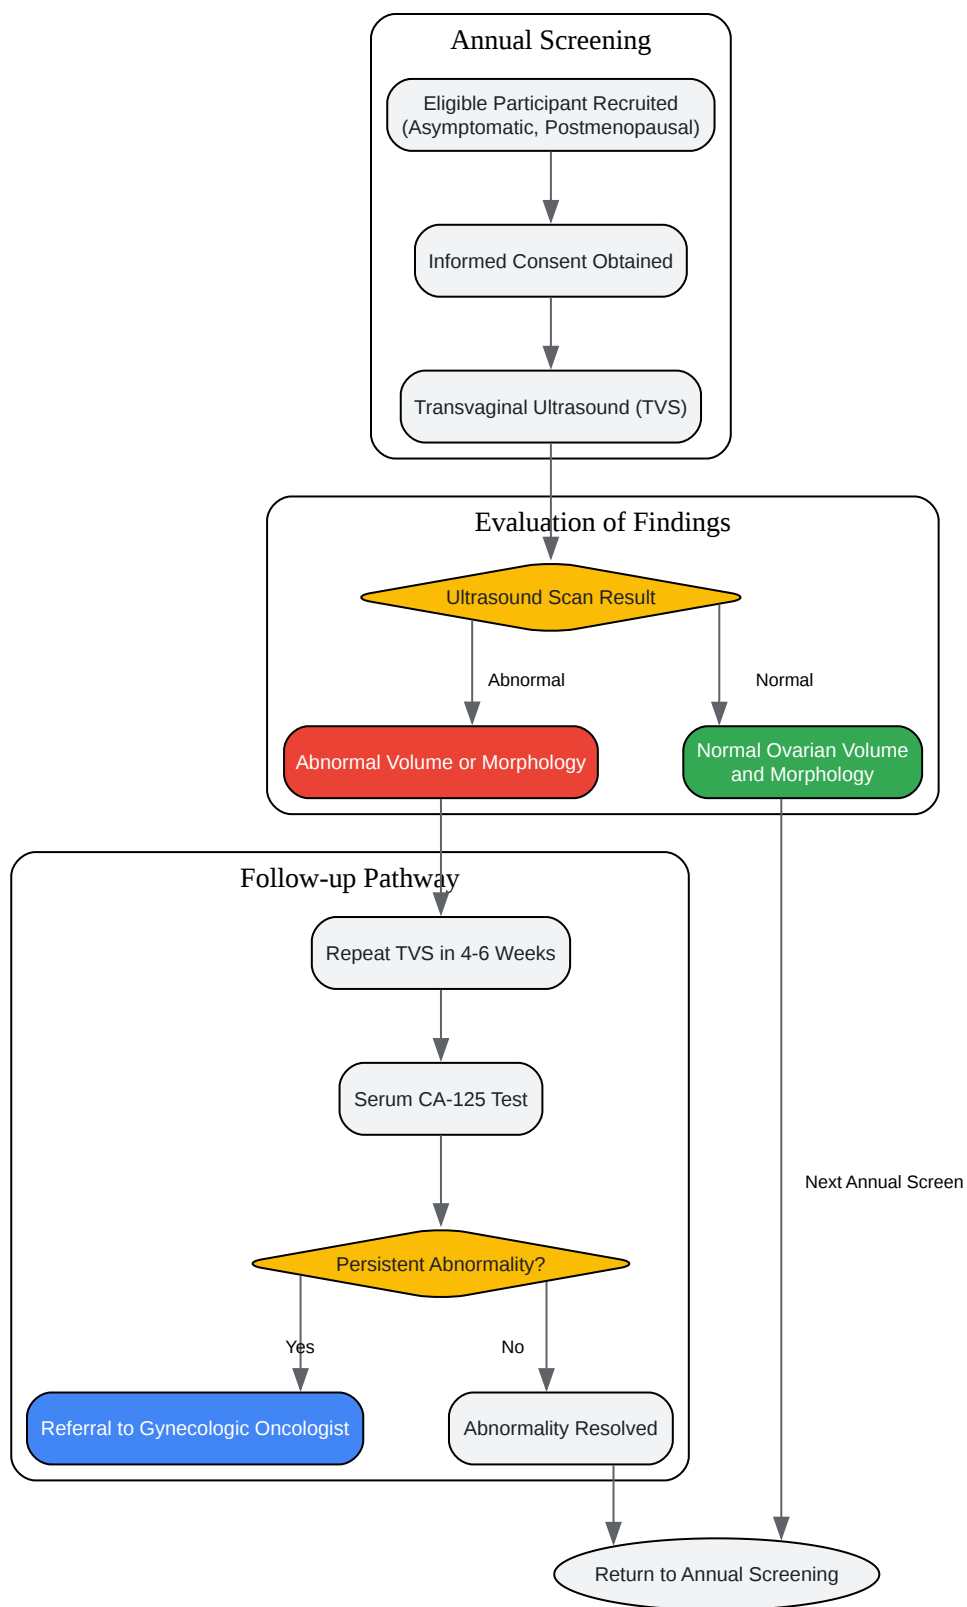 Annual Screening
Eligible Participant Recruited
(Asymptomatic, Postmenopausal)
Informed Consent Obtained
Transvaginal Ultrasound (TVS)
Evaluation of Findings
Ultrasound Scan Result
Abnormal
Normal
Abnormal Volume or Morphology
Normal Ovarian Volume
and Morphology
Follow-up Pathway
Repeat TVS in 4-6 Weeks
Serum CA-125 Test
Next Annual Screen
Persistent Abnormality?
Yes
No
Referral to Gynecologic Oncologist
Abnormality Resolved
Return to Annual Screening